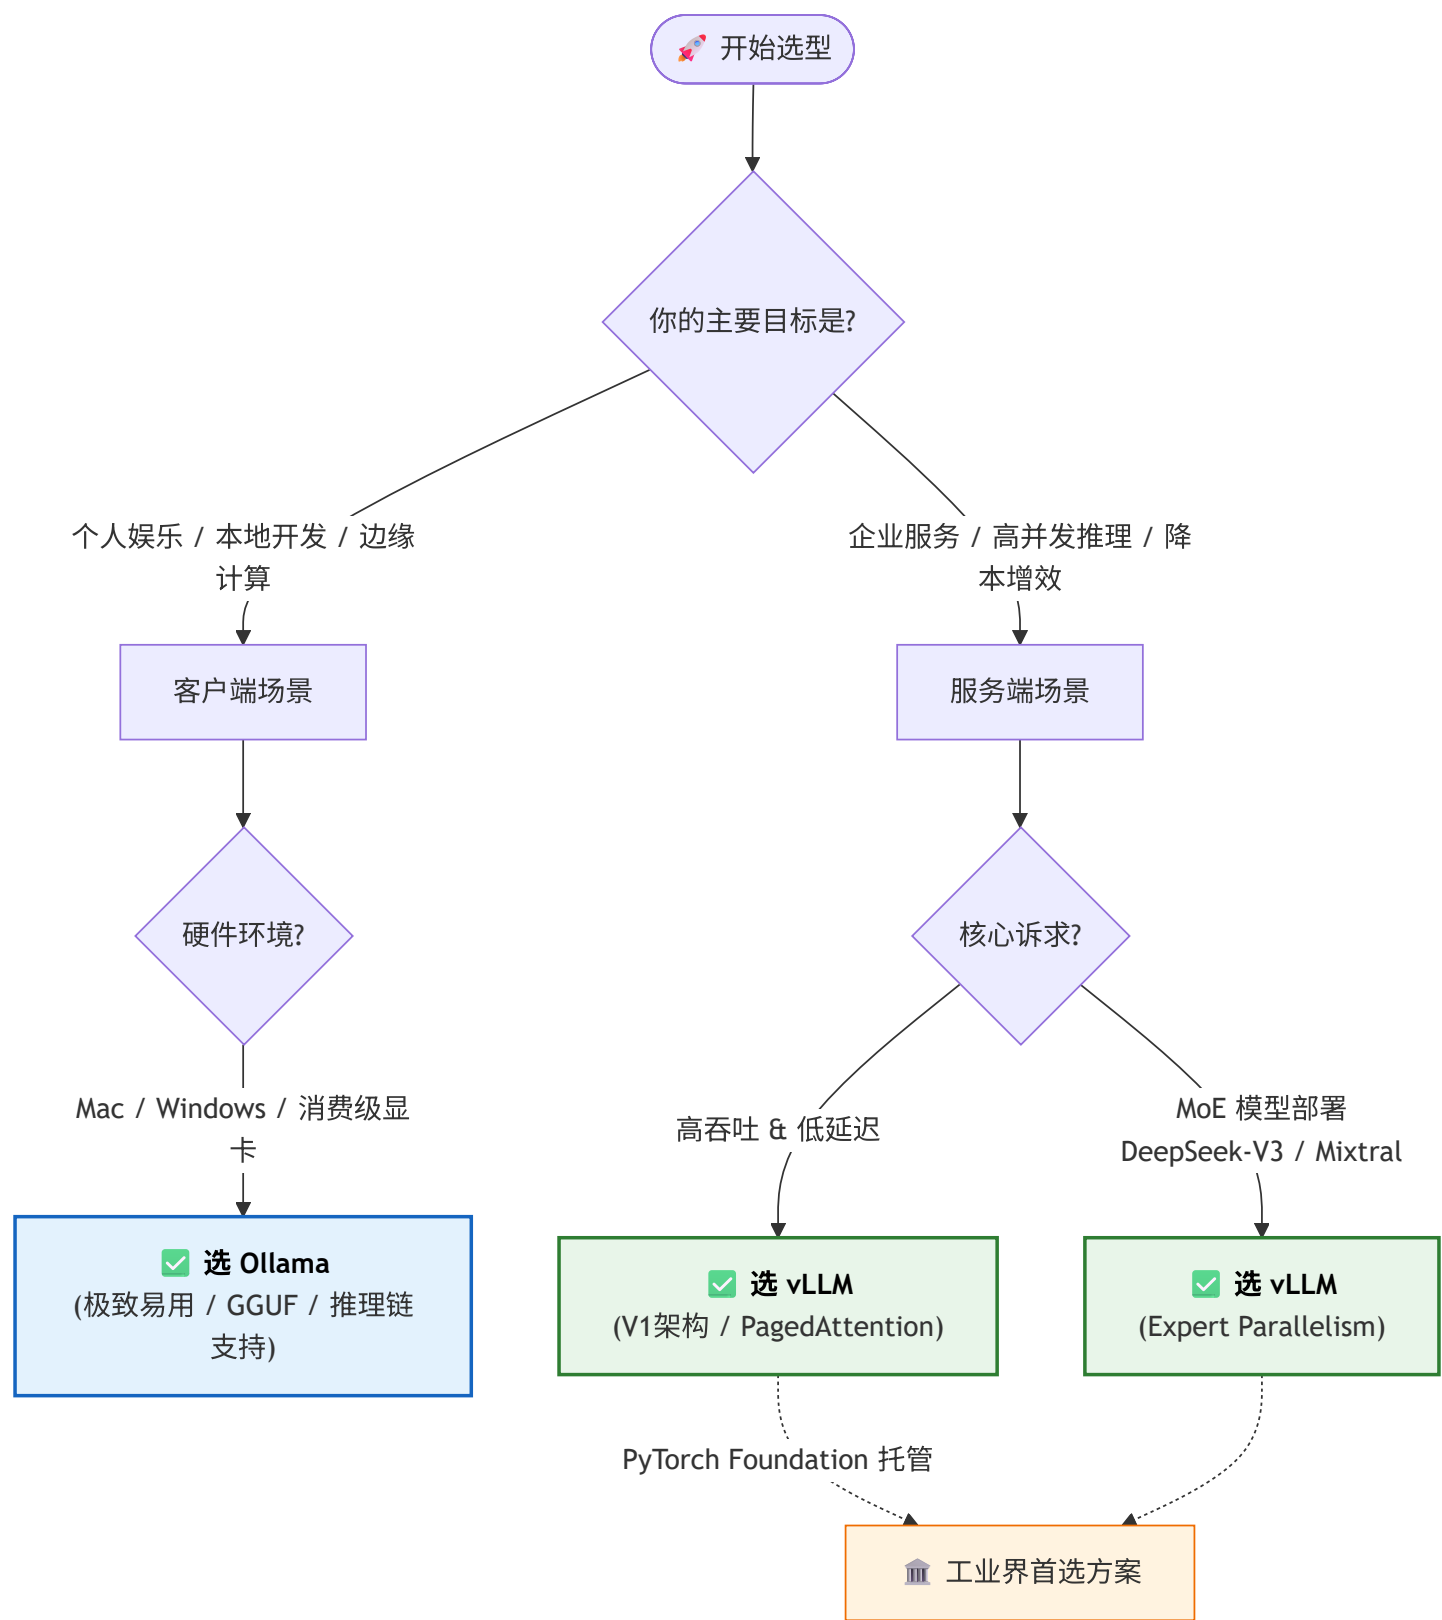 🚀 开始选型
你的主要目标是?
个人娱乐 / 本地开发 / 边缘
计算
企业服务 / 高并发推理 / 降
本增效
客户端场景
服务端场景
硬件环境?
核心诉求?
Mac / Windows / 消费级显
卡
高吞吐 & 低延迟
MoE 模型部署
DeepSeek-V3 / Mixtral
✅ 选 Ollama
(极致易用 / GGUF / 推理链
支持)
✅ 选 vLLM
(V1架构 / PagedAttention)
✅ 选 vLLM
(Expert Parallelism)
PyTorch Foundation 托管
🏛️ 工业界首选方案